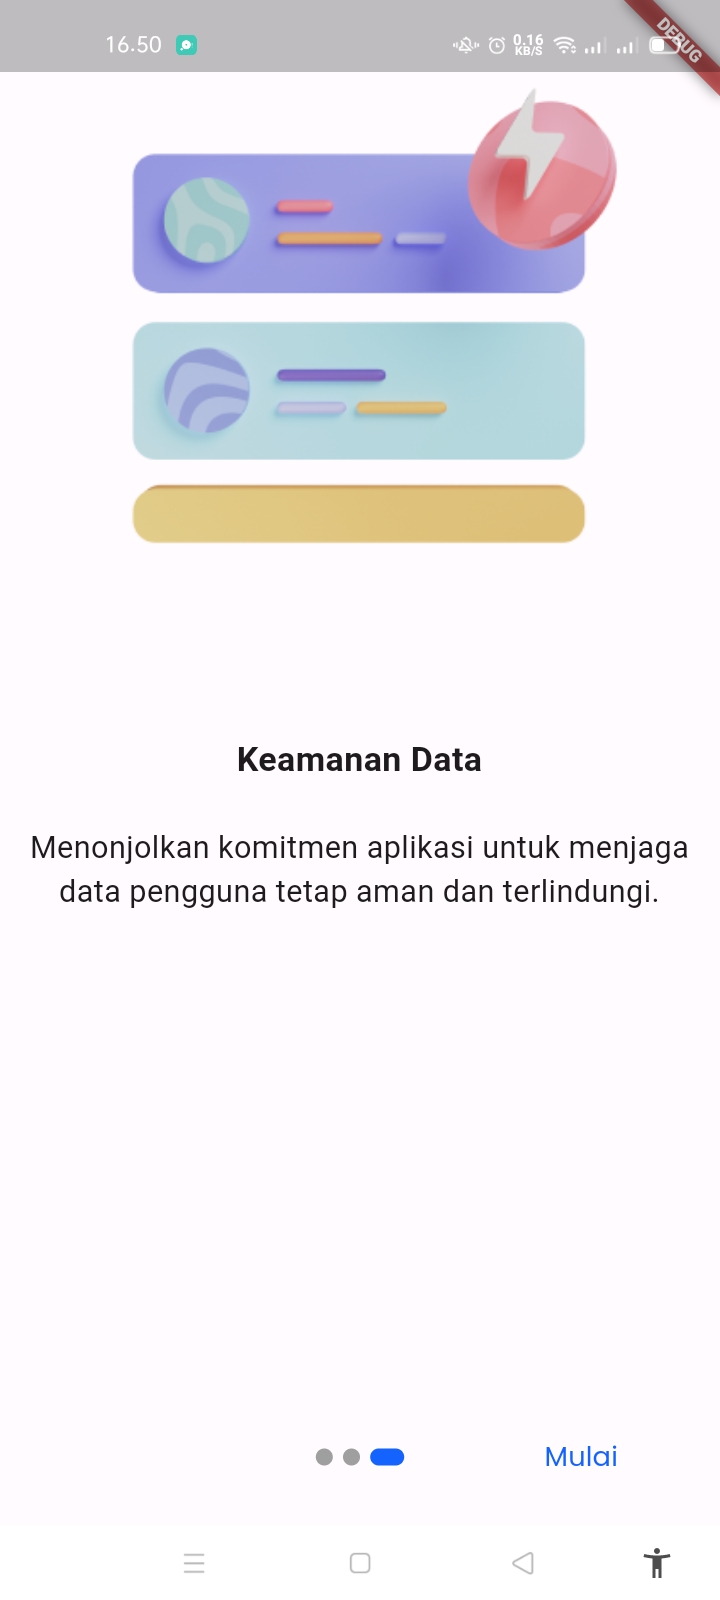 16.50
0.16
KB/S
DEBUG
Keamanan Data
Menonjolkan komitmen aplikasi untuk menjaga
data pengguna tetap aman dan terlindungi.
Mulai